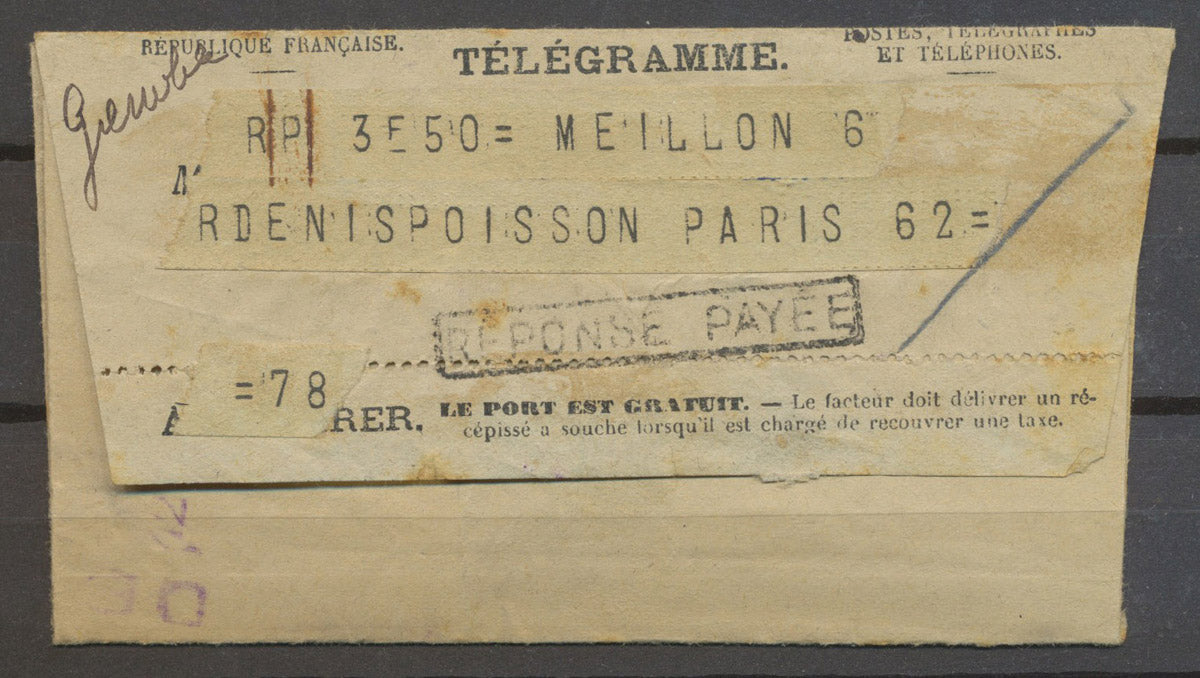 RÉPUBLIQUE FRANÇAISE.
TÉLÉGRAMME.
POSTES, TÉLÉGRAPHES
ET TÉLÉPHONES.
Grenoble
RP 3F50= MEILLON 6
RDENISPOISSON PARIS 62=
RÉPONSE PAYÉE
=78
RER. LE PORT EST GRATUIT. — Le facteur doit délivrer un ré-
cépissé a souche lorsqu'il est chargé de recouvrer une taxe.